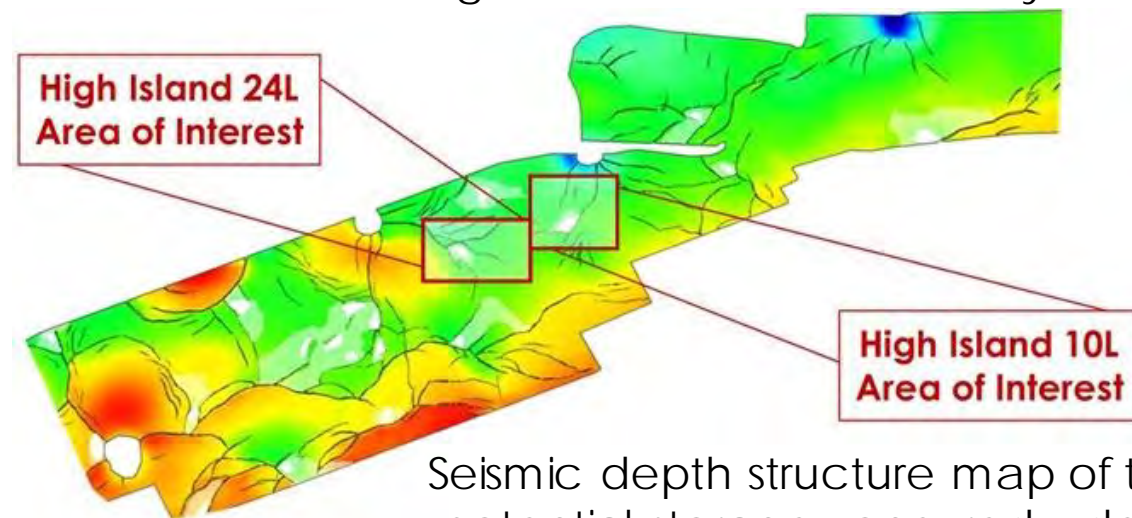 High Island 24L
Area of Interest
High Island 10L
Area of Interest
Seismic depth structure map of t